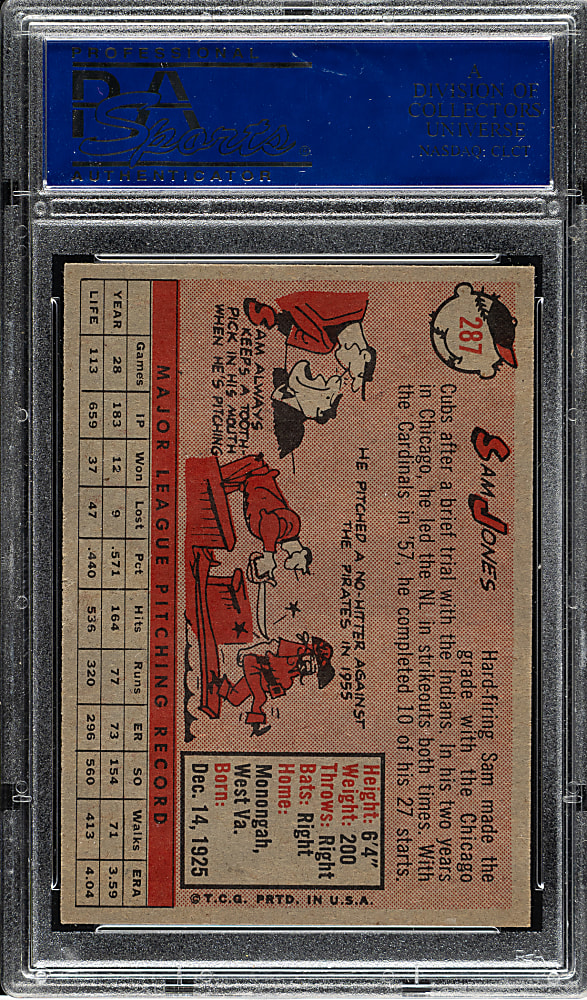 PROFESSIONAL
PSA
Sports
AUTHENTICATOR
A
DIVISION OF
COLLECTORS
UNIVERSE
NASDAQ: CLCT
287
SAM JONES
Hard-firing Sam made the
grade with the Chicago
Cubs after a brief trial with the Indians. In his two years
in Chicago, he led the NL in strikeouts both times. With
the Cardinals in '57, he completed 10 of his 27 starts.
HE PITCHED A NO-HITTER AGAINST
THE PIRATES IN 1955
SAM ALWAYS
KEEPS A TOOTH
PICK IN HIS MOUTH
WHEN HE'S PITCHING
Height: 6'4"
Weight: 200
Throws: Right
Bats: Right
Home:
Monongah,
West Va.
Born:
Dec. 14, 1925
©T.C.G. PRTD. IN U.S.A.
MAJOR LEAGUE PITCHING RECORD
Games IP Won Lost Pct Hits Runs ER SO Walks ERA
YEAR 28 183 12 9 .571 164 77 73 154 71 3.59
LIFE 113 659 37 47 .440 536 320 296 560 413 4.04
PSA